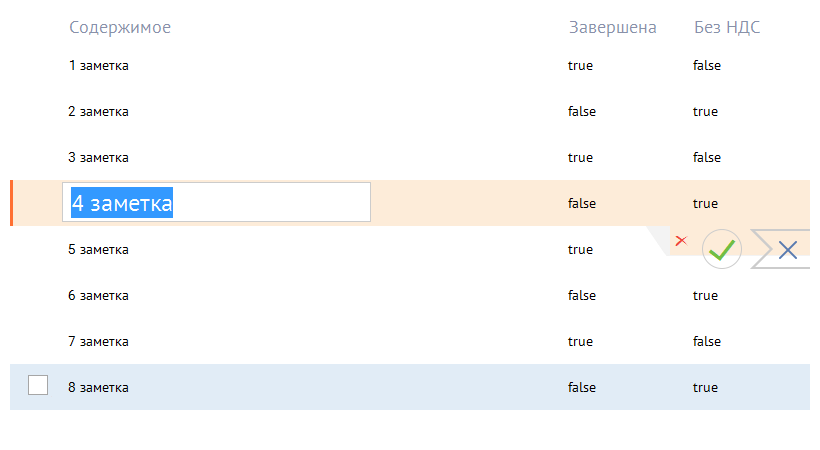 Содержимое Завершена Без НДС
1 заметка true false
2 заметка false true
3 заметка true false
4 заметка false true
5 заметка true
6 заметка false true
7 заметка true false
8 заметка false true